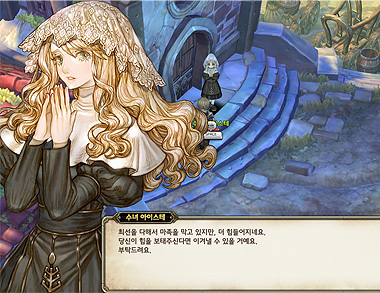 수녀 아이스테
최선을 다해서 마족을 막고 있지만, 더 힘들어지네요.
당신이 힘을 보태주신다면 이겨낼 수 있을 거예요.
부탁드려요.